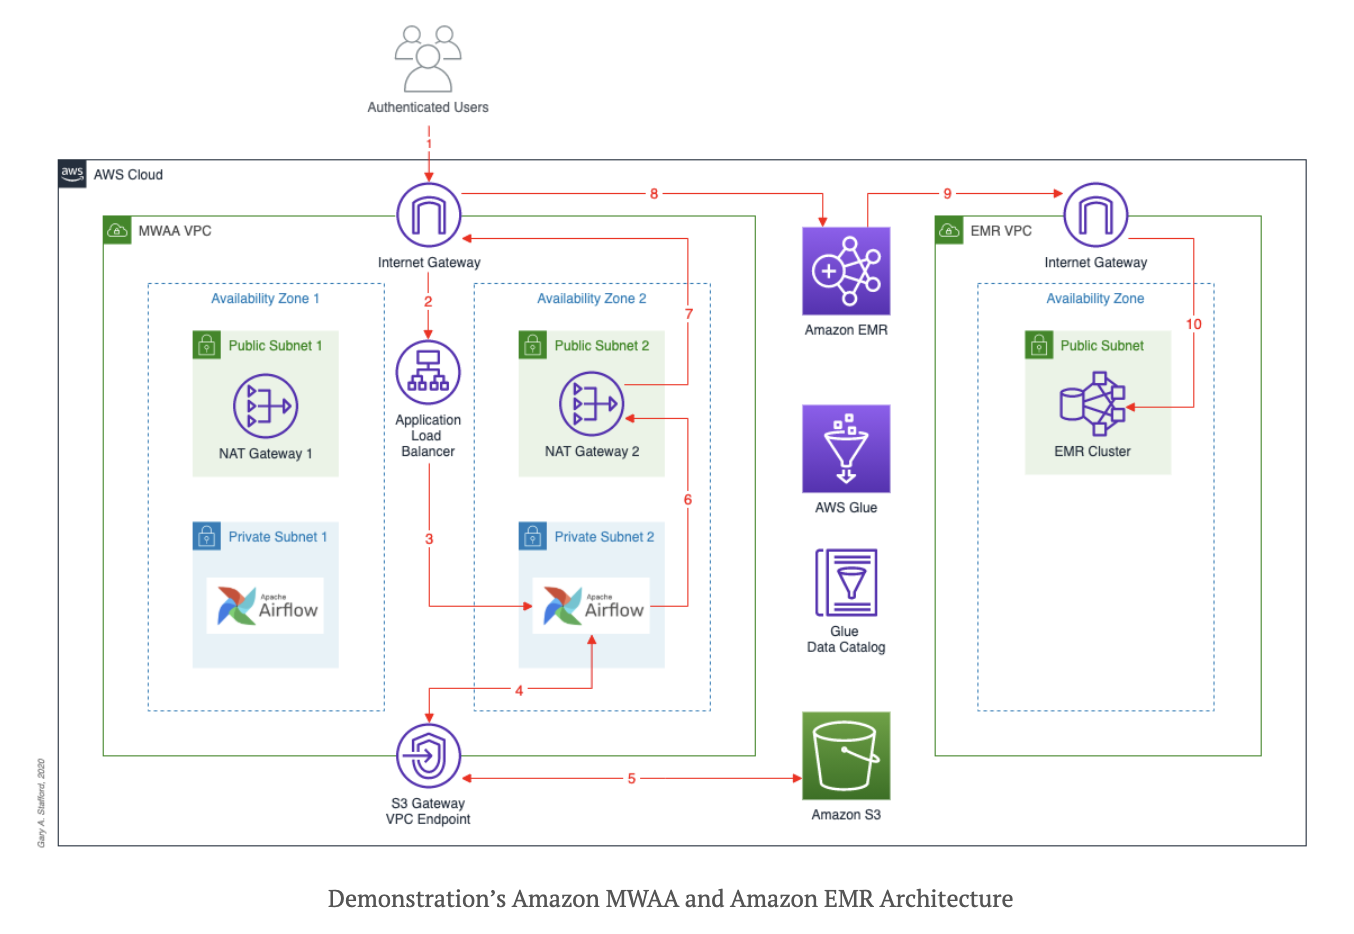 Authenticated Users
1
aws
AWS Cloud
8
9
MWAA VPC
EMR VPC
Internet Gateway
Internet Gateway
2
Availability Zone 1
Availability Zone 2
Availability Zone
7
10
Amazon EMR
Public Subnet 1
Public Subnet 2
Public Subnet
Application
Load
Balancer
NAT Gateway 1
NAT Gateway 2
EMR Cluster
6
AWS Glue
3
Private Subnet 1
Private Subnet 2
Apache
Airflow
Apache
Airflow
Glue
Data Catalog
4
5
S3 Gateway
VPC Endpoint
Amazon S3
Gary A. Stafford, 2020
Demonstration’s Amazon MWAA and Amazon EMR Architecture